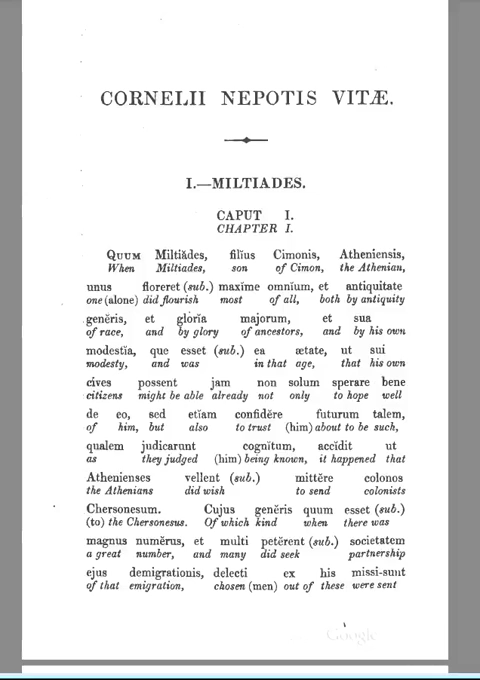 CORNELII NEPOTIS VITÆ.
I.—MILTIADES.
CAPUT I.
CHAPTER I.
QUUM Miltiădes, filĭus Cimonis, Atheniensis,
When Miltiades, son of Cimon, the Athenian,
unus floreret (sub.) maxĭme omnĭum, et antiquitate
one (alone) did flourish most of all, both by antiquity
genĕris, et glorĭa majorum, et sua
of race, and by glory of ancestors, and by his own
modestĭa, que esset (sub.) ea ætate, ut sui
modesty, and was in that age, that his own
cives possent jam non solum sperare bene
citizens might be able already not only to hope well
de eo, sed etĭam confidĕre futurum talem,
of him, but also to trust (him) about to be such,
qualem judicarunt cognĭtum, accĭdit ut
as they judged (him) being known, it happened that
Athenienses vellent (sub.) mittĕre colonos
the Athenians did wish to send colonists
Chersonesum. Cujus genĕris quum esset (sub.)
(to) the Chersonesus. Of which kind when there was
magnus numĕrus, et multi petĕrent (sub.) societatem
a great number, and many did seek partnership
ejus demigrationis, delecti ex his missi-sunt
of that emigration, chosen (men) out of these were sent
Google